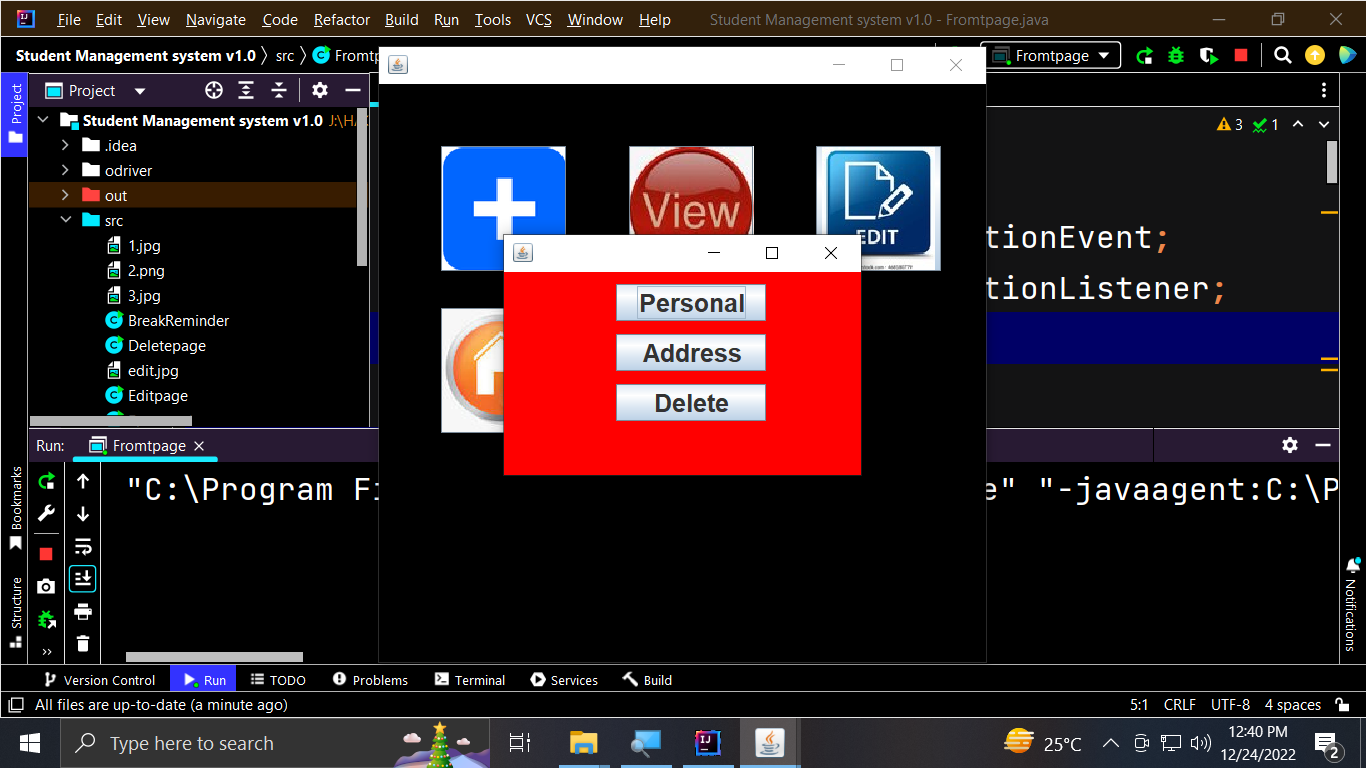 File Edit View Navigate Code Refactor Build Run Tools VCS Window Help Student Management system v1.0 - Fromtpage.java
Student Management system v1.0 src Fromtpage
Project
Project
Student Management system v1.0
3 1
.idea
odriver
out
src
1.jpg
2.png
3.jpg
BreakReminder
Deletepage
edit.jpg
Editpage
View
EDIT
tionEvent;
tionListener;
Personal
Address
Delete
Run: Fromtpage
"C:\Program Fi e" "-javaagent:C:\P
Bookmarks
Structure
Notifications
Version Control Run TODO Problems Terminal Services Build
All files are up-to-date (a minute ago) 5:1 CRLF UTF-8 4 spaces
Type here to search 25°C 12:40 PM
12/24/2022 2